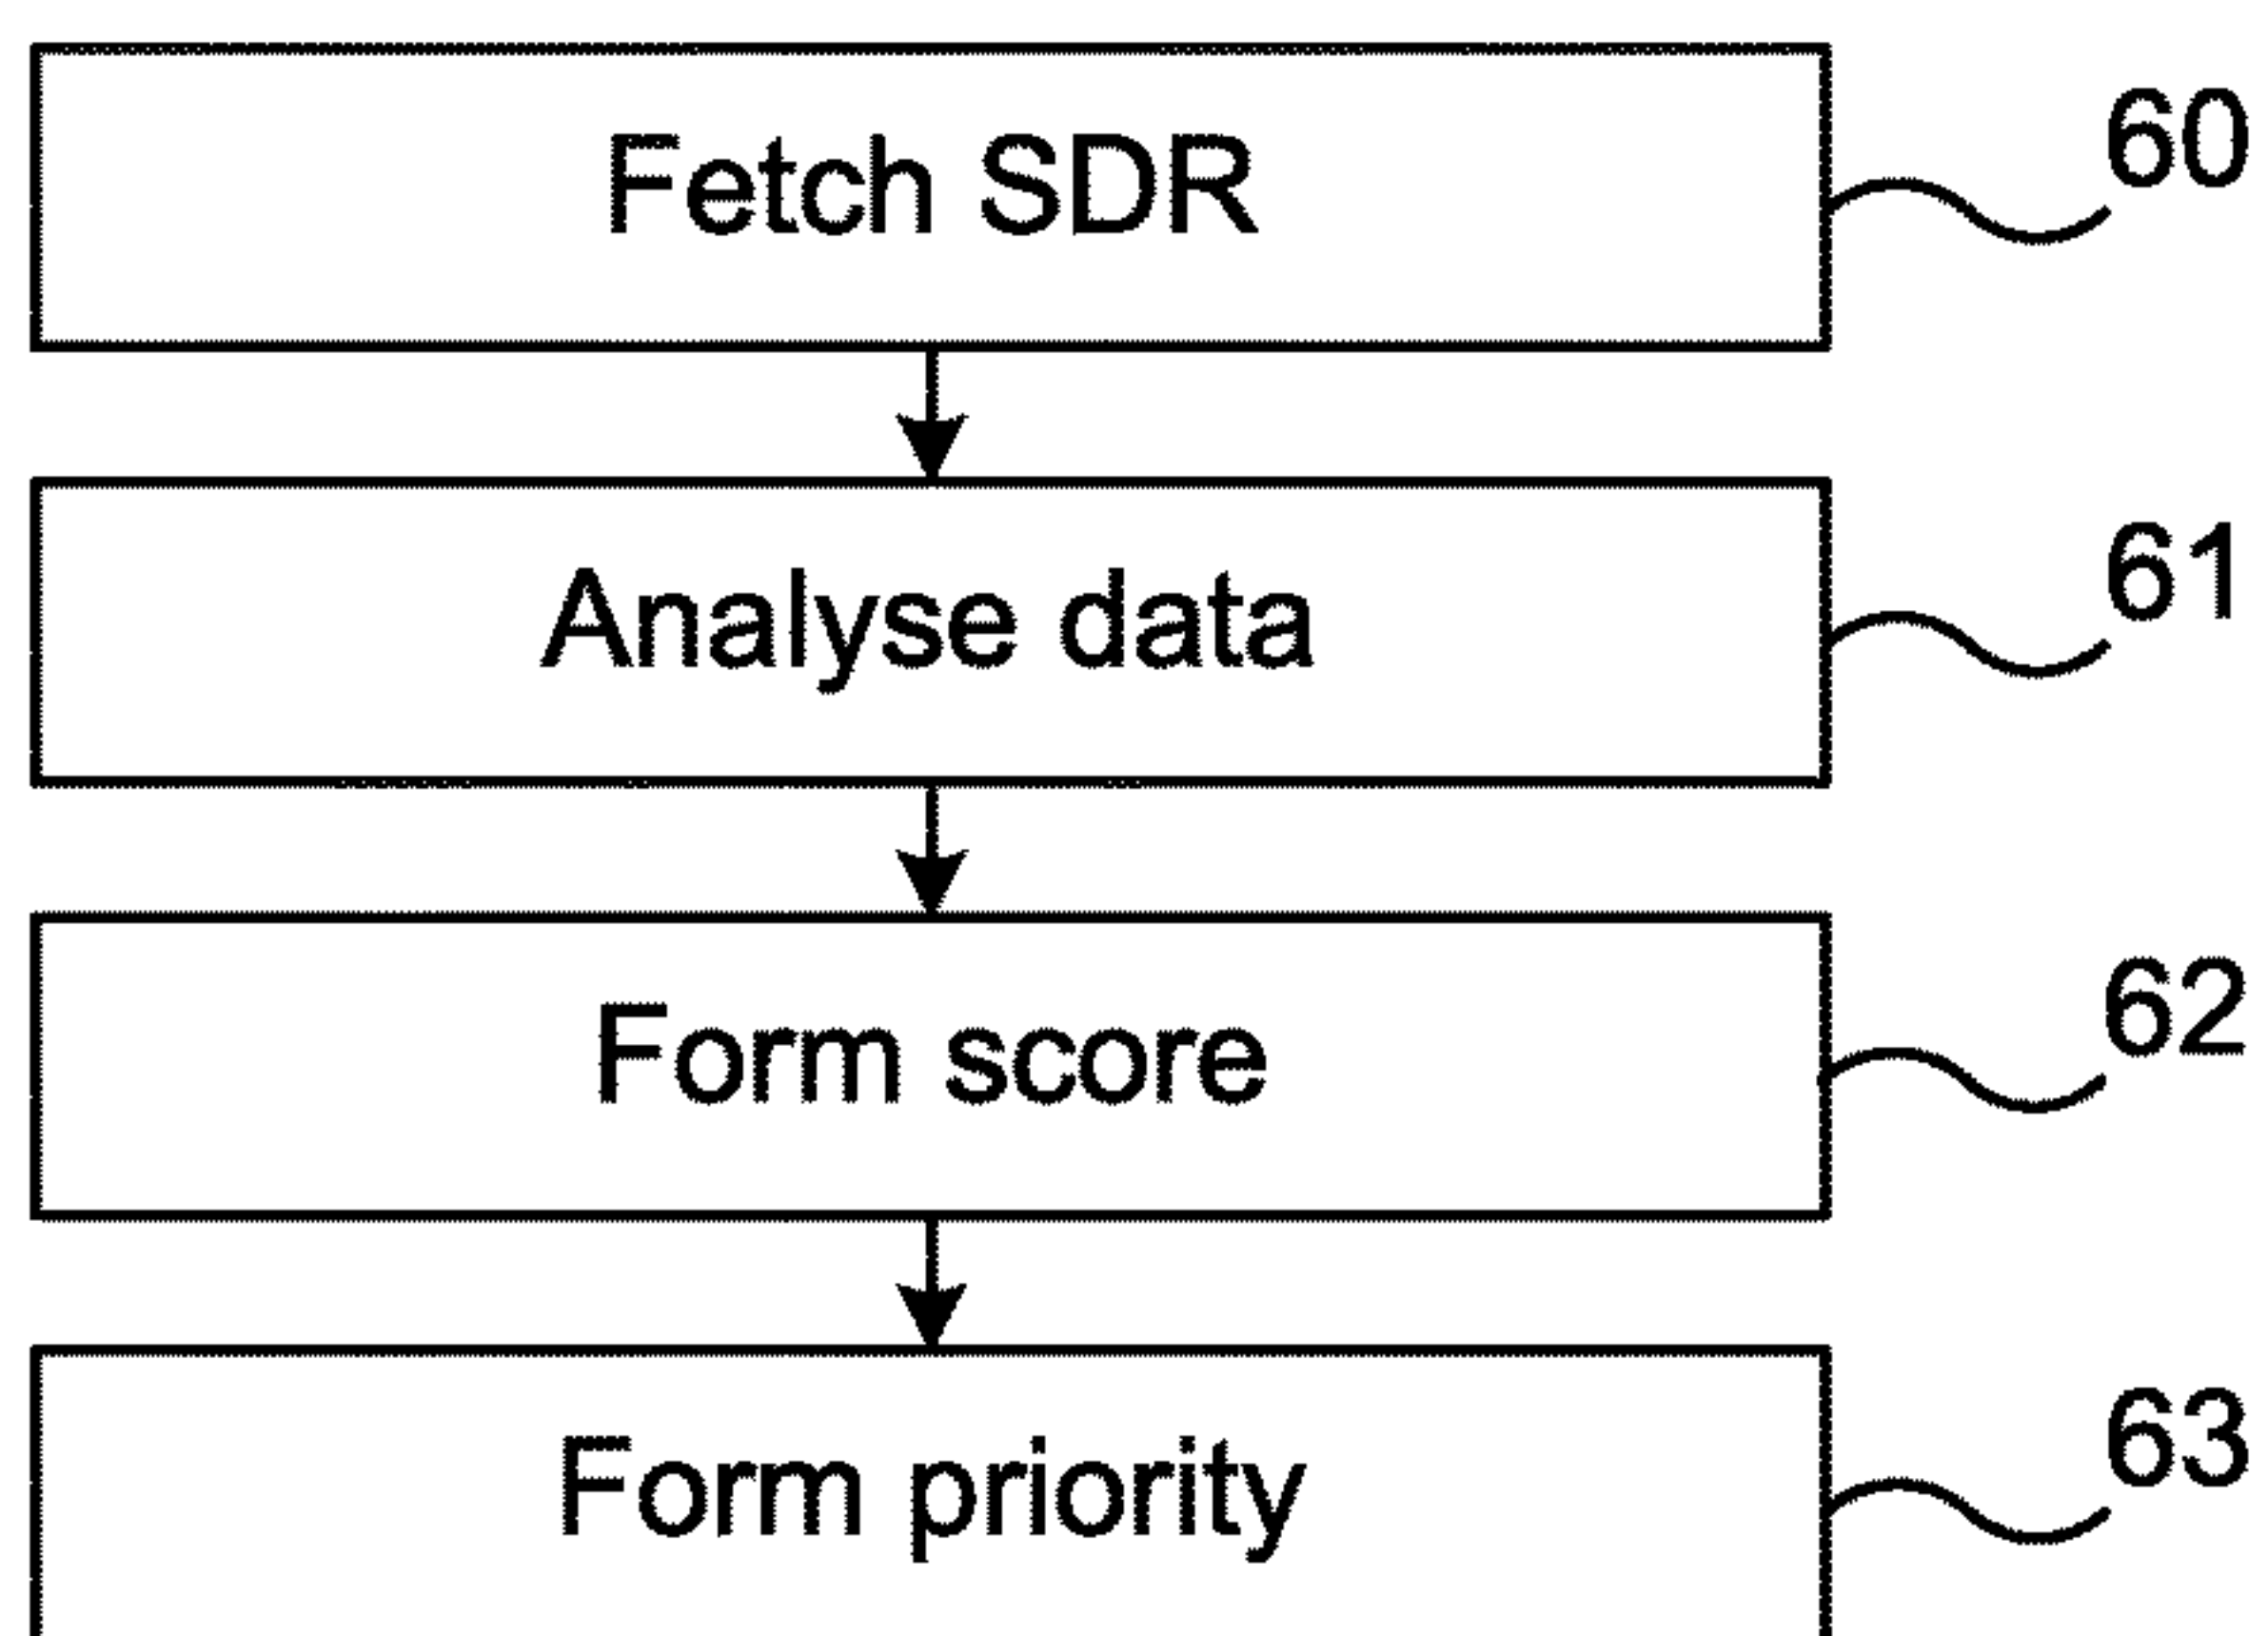 Fetch SDR
60
Analyse data
61
Form score
62
Form priority
63